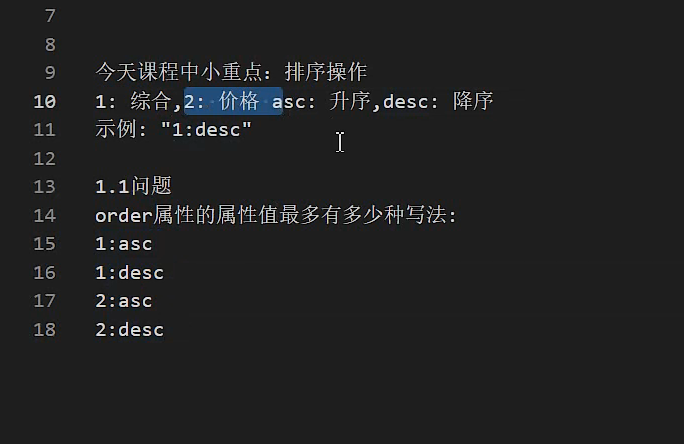 7
8
9 今天课程中小重点: 排序操作
10 1: 综合,2: 价格 asc: 升序,desc: 降序
11 示例: "1:desc"
12
13 1.1问题
14 order属性的属性值最多有多少种写法:
15 1:asc
16 1:desc
17 2:asc
18 2:desc